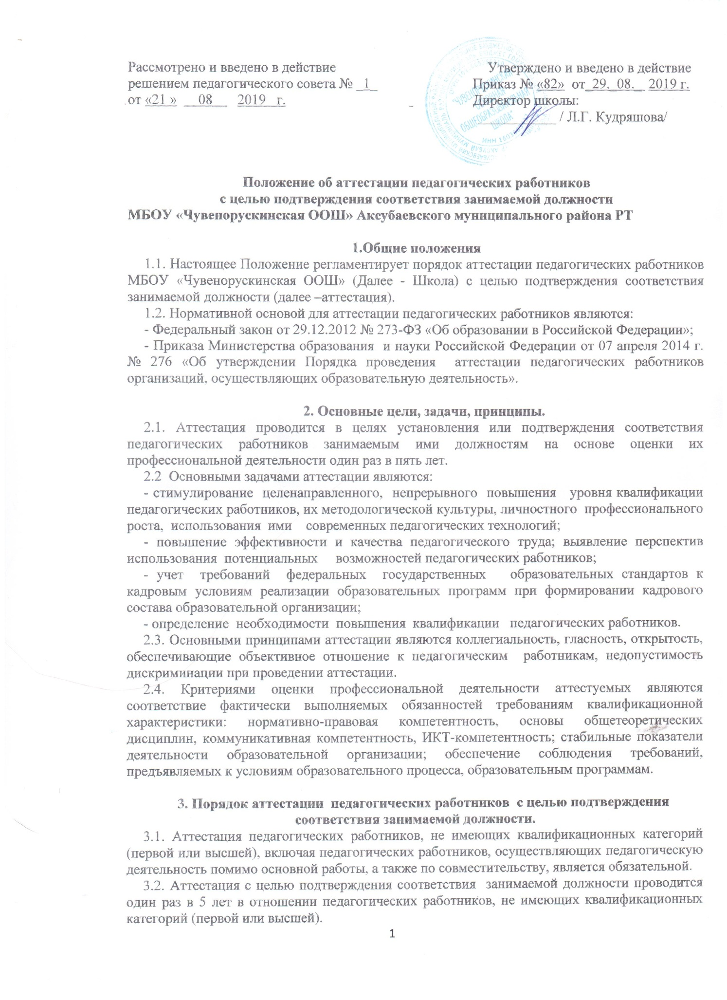 Рассмотрено и введено в действие
решением педагогического совета № _1_
от «21 » __08__ 2019 г.
Утверждено и введено в действие
Приказ № «82» от_29._08._ 2019 г.
Директор школы:
___________ / Л.Г. Кудряшова/
ОБЩЕОБРАЗОВАТЕЛЬНАЯ
ШКОЛА"
Положение об аттестации педагогических работников
с целью подтверждения соответствия занимаемой должности
МБОУ «Чувенорускинская ООШ» Аксубаевского муниципального района РТ
1.Общие положения
1.1. Настоящее Положение регламентирует порядок аттестации педагогических работников
МБОУ «Чувенорускинская ООШ» (Далее - Школа) с целью подтверждения соответствия
занимаемой должности (далее –аттестация).
1.2. Нормативной основой для аттестации педагогических работников являются:
- Федеральный закон от 29.12.2012 № 273-ФЗ «Об образовании в Российской Федерации»;
- Приказа Министерства образования и науки Российской Федерации от 07 апреля 2014 г.
№ 276 «Об утверждении Порядка проведения аттестации педагогических работников
организаций, осуществляющих образовательную деятельность».
2. Основные цели, задачи, принципы.
2.1. Аттестация проводится в целях установления или подтверждения соответствия
педагогических работников занимаемым ими должностям на основе оценки их
профессиональной деятельности один раз в пять лет.
2.2 Основными задачами аттестации являются:
- стимулирование целенаправленного, непрерывного повышения уровня квалификации
педагогических работников, их методологической культуры, личностного профессионального
роста, использования ими современных педагогических технологий;
- повышение эффективности и качества педагогического труда; выявление перспектив
использования потенциальных возможностей педагогических работников;
- учет требований федеральных государственных образовательных стандартов к
кадровым условиям реализации образовательных программ при формировании кадрового
состава образовательной организации;
- определение необходимости повышения квалификации педагогических работников.
2.3. Основными принципами аттестации являются коллегиальность, гласность, открытость,
обеспечивающие объективное отношение к педагогическим работникам, недопустимость
дискриминации при проведении аттестации.
2.4. Критериями оценки профессиональной деятельности аттестуемых являются
соответствие фактически выполняемых обязанностей требованиям квалификационной
характеристики: нормативно-правовая компетентность, основы общетеоретических
дисциплин, коммуникативная компетентность, ИКТ-компетентность; стабильные показатели
деятельности образовательной организации; обеспечение соблюдения требований,
предъявляемых к условиям образовательного процесса, образовательным программам.
3. Порядок аттестации педагогических работников с целью подтверждения
соответствия занимаемой должности.
3.1. Аттестация педагогических работников, не имеющих квалификационных категорий
(первой или высшей), включая педагогических работников, осуществляющих педагогическую
деятельность помимо основной работы, а также по совместительству, является обязательной.
3.2. Аттестация с целью подтверждения соответствия занимаемой должности проводится
один раз в 5 лет в отношении педагогических работников, не имеющих квалификационных
категорий (первой или высшей).
1